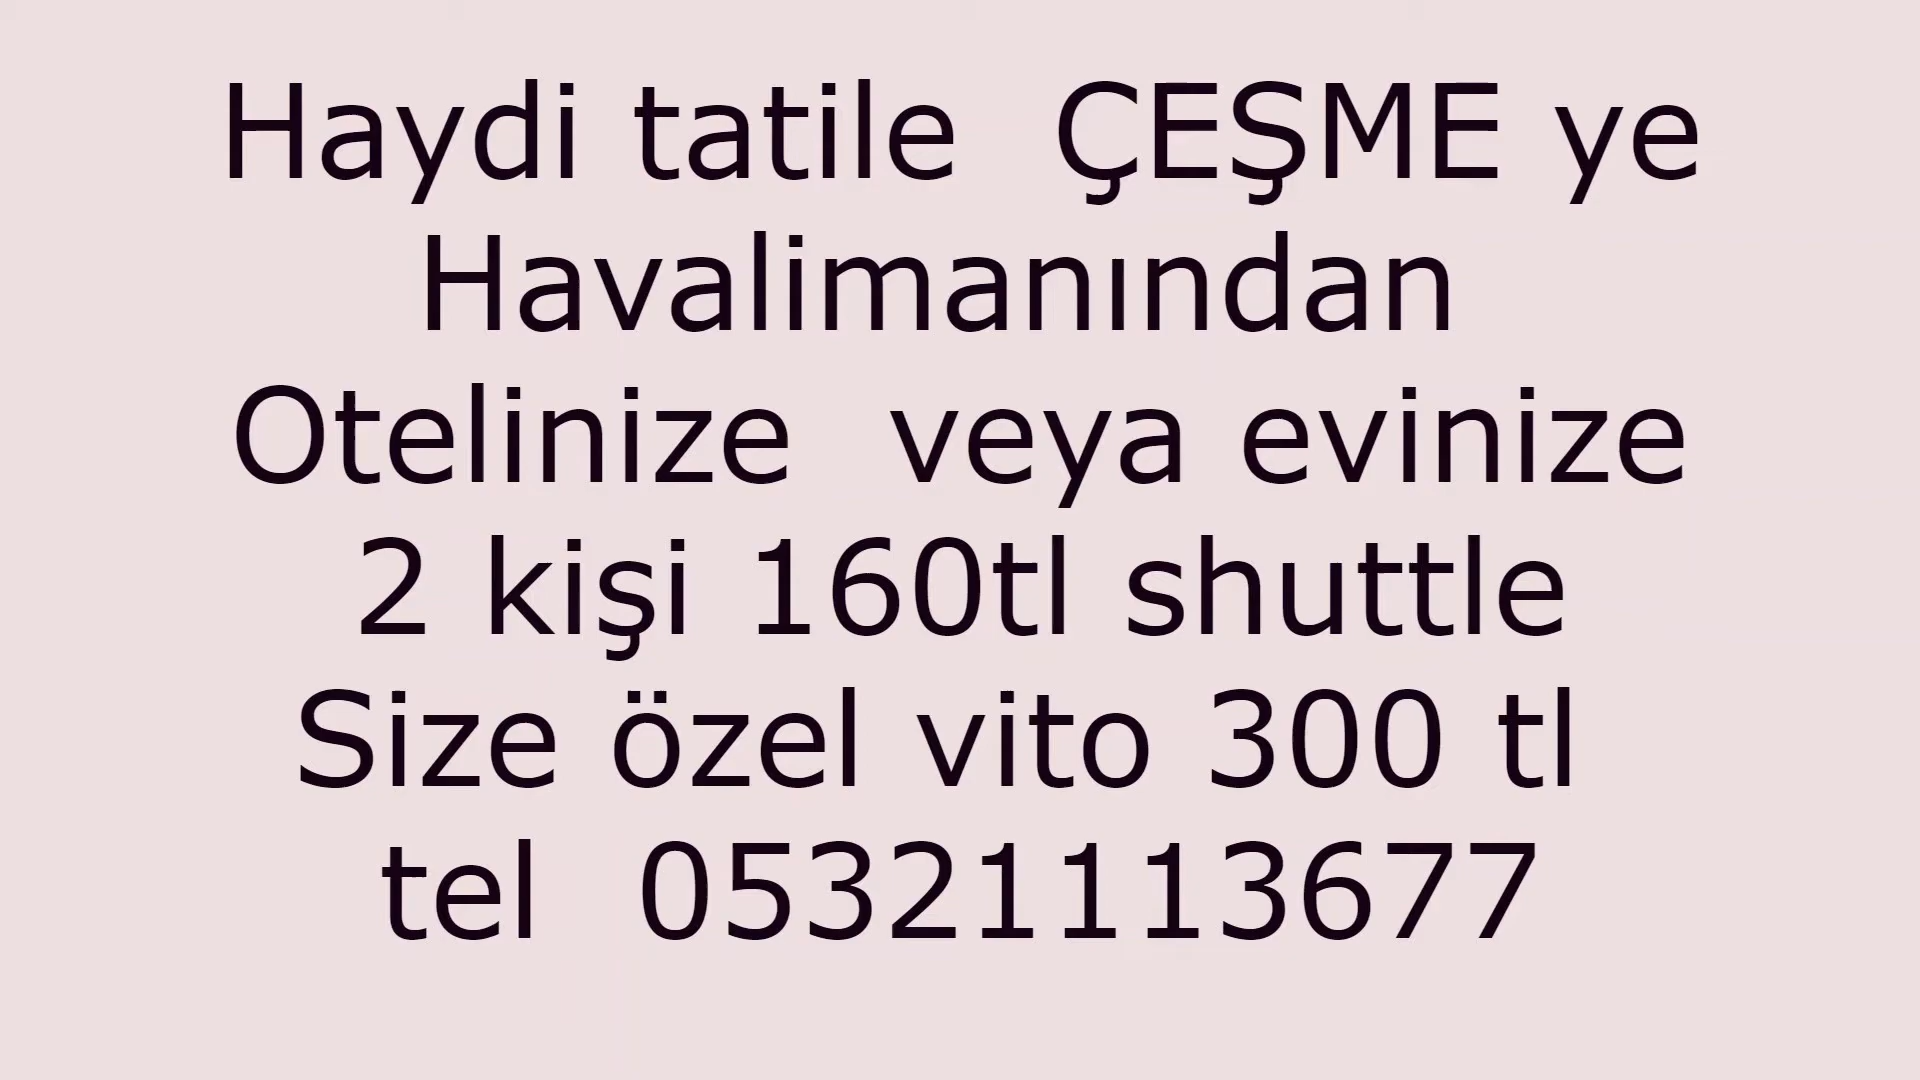 Haydi tatile  ÇEŞME ye
Havalimanından
Otelinize  veya evinize
2 kişi 160tl shuttle
Size özel vito 300 tl
tel  05321113677